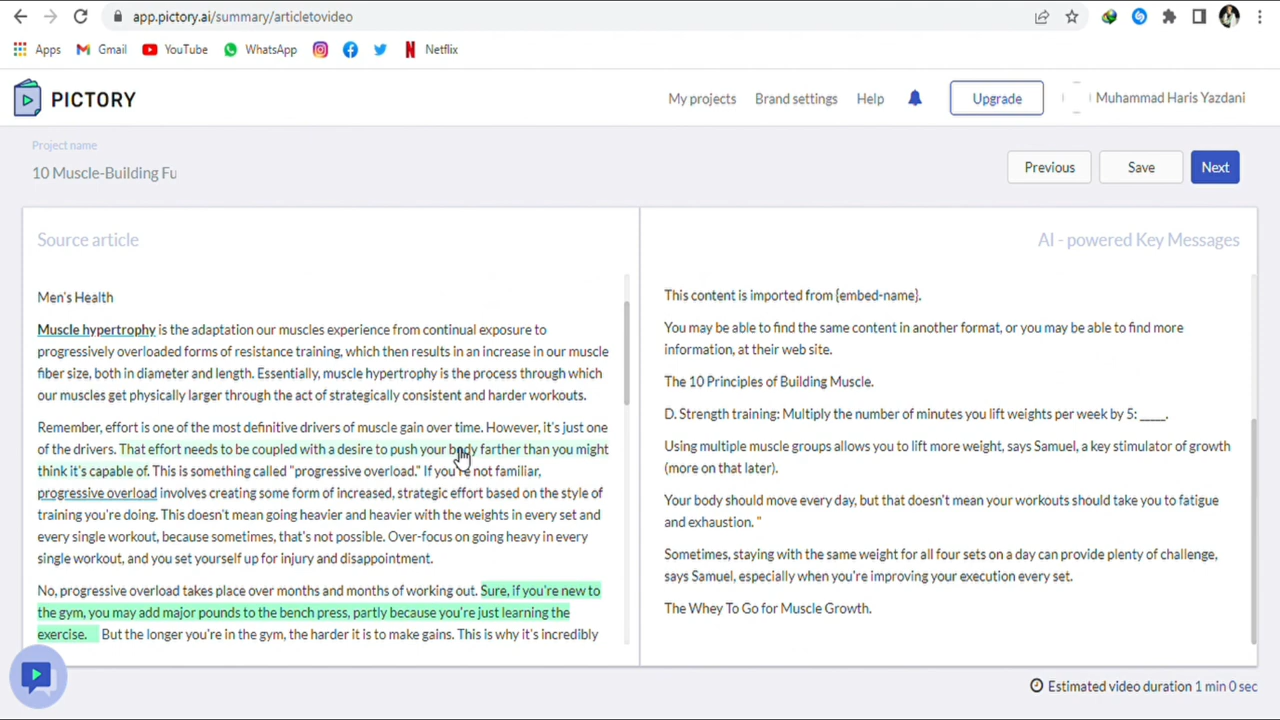 app.pictory.ai/summary/articletovideo
Apps Gmail YouTube WhatsApp Netflix
PICTORY
My projects Brand settings Help Upgrade Muhammad Haris Yazdani
Project name
10 Muscle-Building Fu
Previous Save Next
Source article
Men's Health
Muscle hypertrophy is the adaptation our muscles experience from continual exposure to
progressively overloaded forms of resistance training, which then results in an increase in our muscle
fiber size, both in diameter and length. Essentially, muscle hypertrophy is the process through which
our muscles get physically larger through the act of strategically consistent and harder workouts.
Remember, effort is one of the most definitive drivers of muscle gain over time. However, it's just one
of the drivers. That effort needs to be coupled with a desire to push your body farther than you might
think it's capable of. This is something called "progressive overload." If you're not familiar,
progressive overload involves creating some form of increased, strategic effort based on the style of
training you're doing. This doesn't mean going heavier and heavier with the weights in every set and
every single workout, because sometimes, that's not possible. Over-focus on going heavy in every
single workout, and you set yourself up for injury and disappointment.
No, progressive overload takes place over months and months of working out. Sure, if you're new to
the gym, you may add major pounds to the bench press, partly because you're just learning the
exercise. But the longer you're in the gym, the harder it is to make gains. This is why it's incredibly
AI - powered Key Messages
This content is imported from {embed-name}.
You may be able to find the same content in another format, or you may be able to find more
information, at their web site.
The 10 Principles of Building Muscle.
D. Strength training: Multiply the number of minutes you lift weights per week by 5: _____.
Using multiple muscle groups allows you to lift more weight, says Samuel, a key stimulator of growth
(more on that later).
Your body should move every day, but that doesn't mean your workouts should take you to fatigue
and exhaustion. "
Sometimes, staying with the same weight for all four sets on a day can provide plenty of challenge,
says Samuel, especially when you're improving your execution every set.
The Whey To Go for Muscle Growth.
Estimated video duration 1 min 0 sec